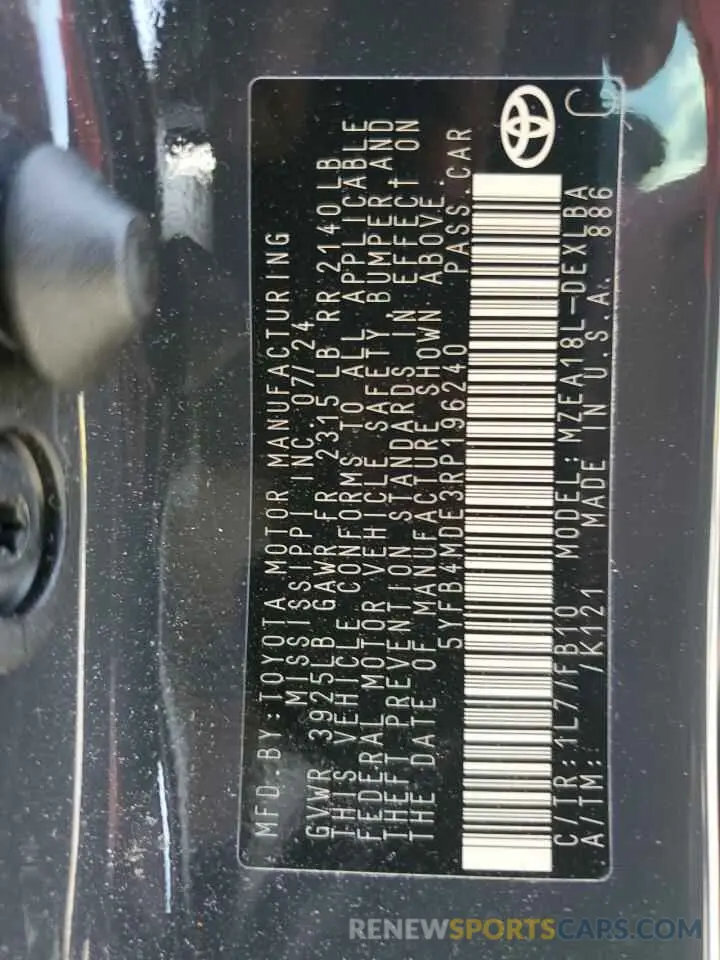 MFD.BY:TOYOTA MOTOR MANUFACTURING
MISSISSIPPI INC.07/24
GVWR 3925LB GAWR FR 2315 LB RR 2140LB
THIS VEHICLE CONFORMS TO ALL APPLICABLE
FEDERAL MOTOR VEHICLE SAFETY, BUMPER AND
THEFT PREVENTION STANDARDS IN EFFECT ON
THE DATE OF MANUFACTURE SHOWN ABOVE.
5YFB4MDE3RP196240 PASS.CAR
C/TR:1L7/FB10 MODEL:MZEA18L-DEXLBA
A/TM: /K121 MADE IN U.S.A. 886
RENEWSPORTSCARS.COM